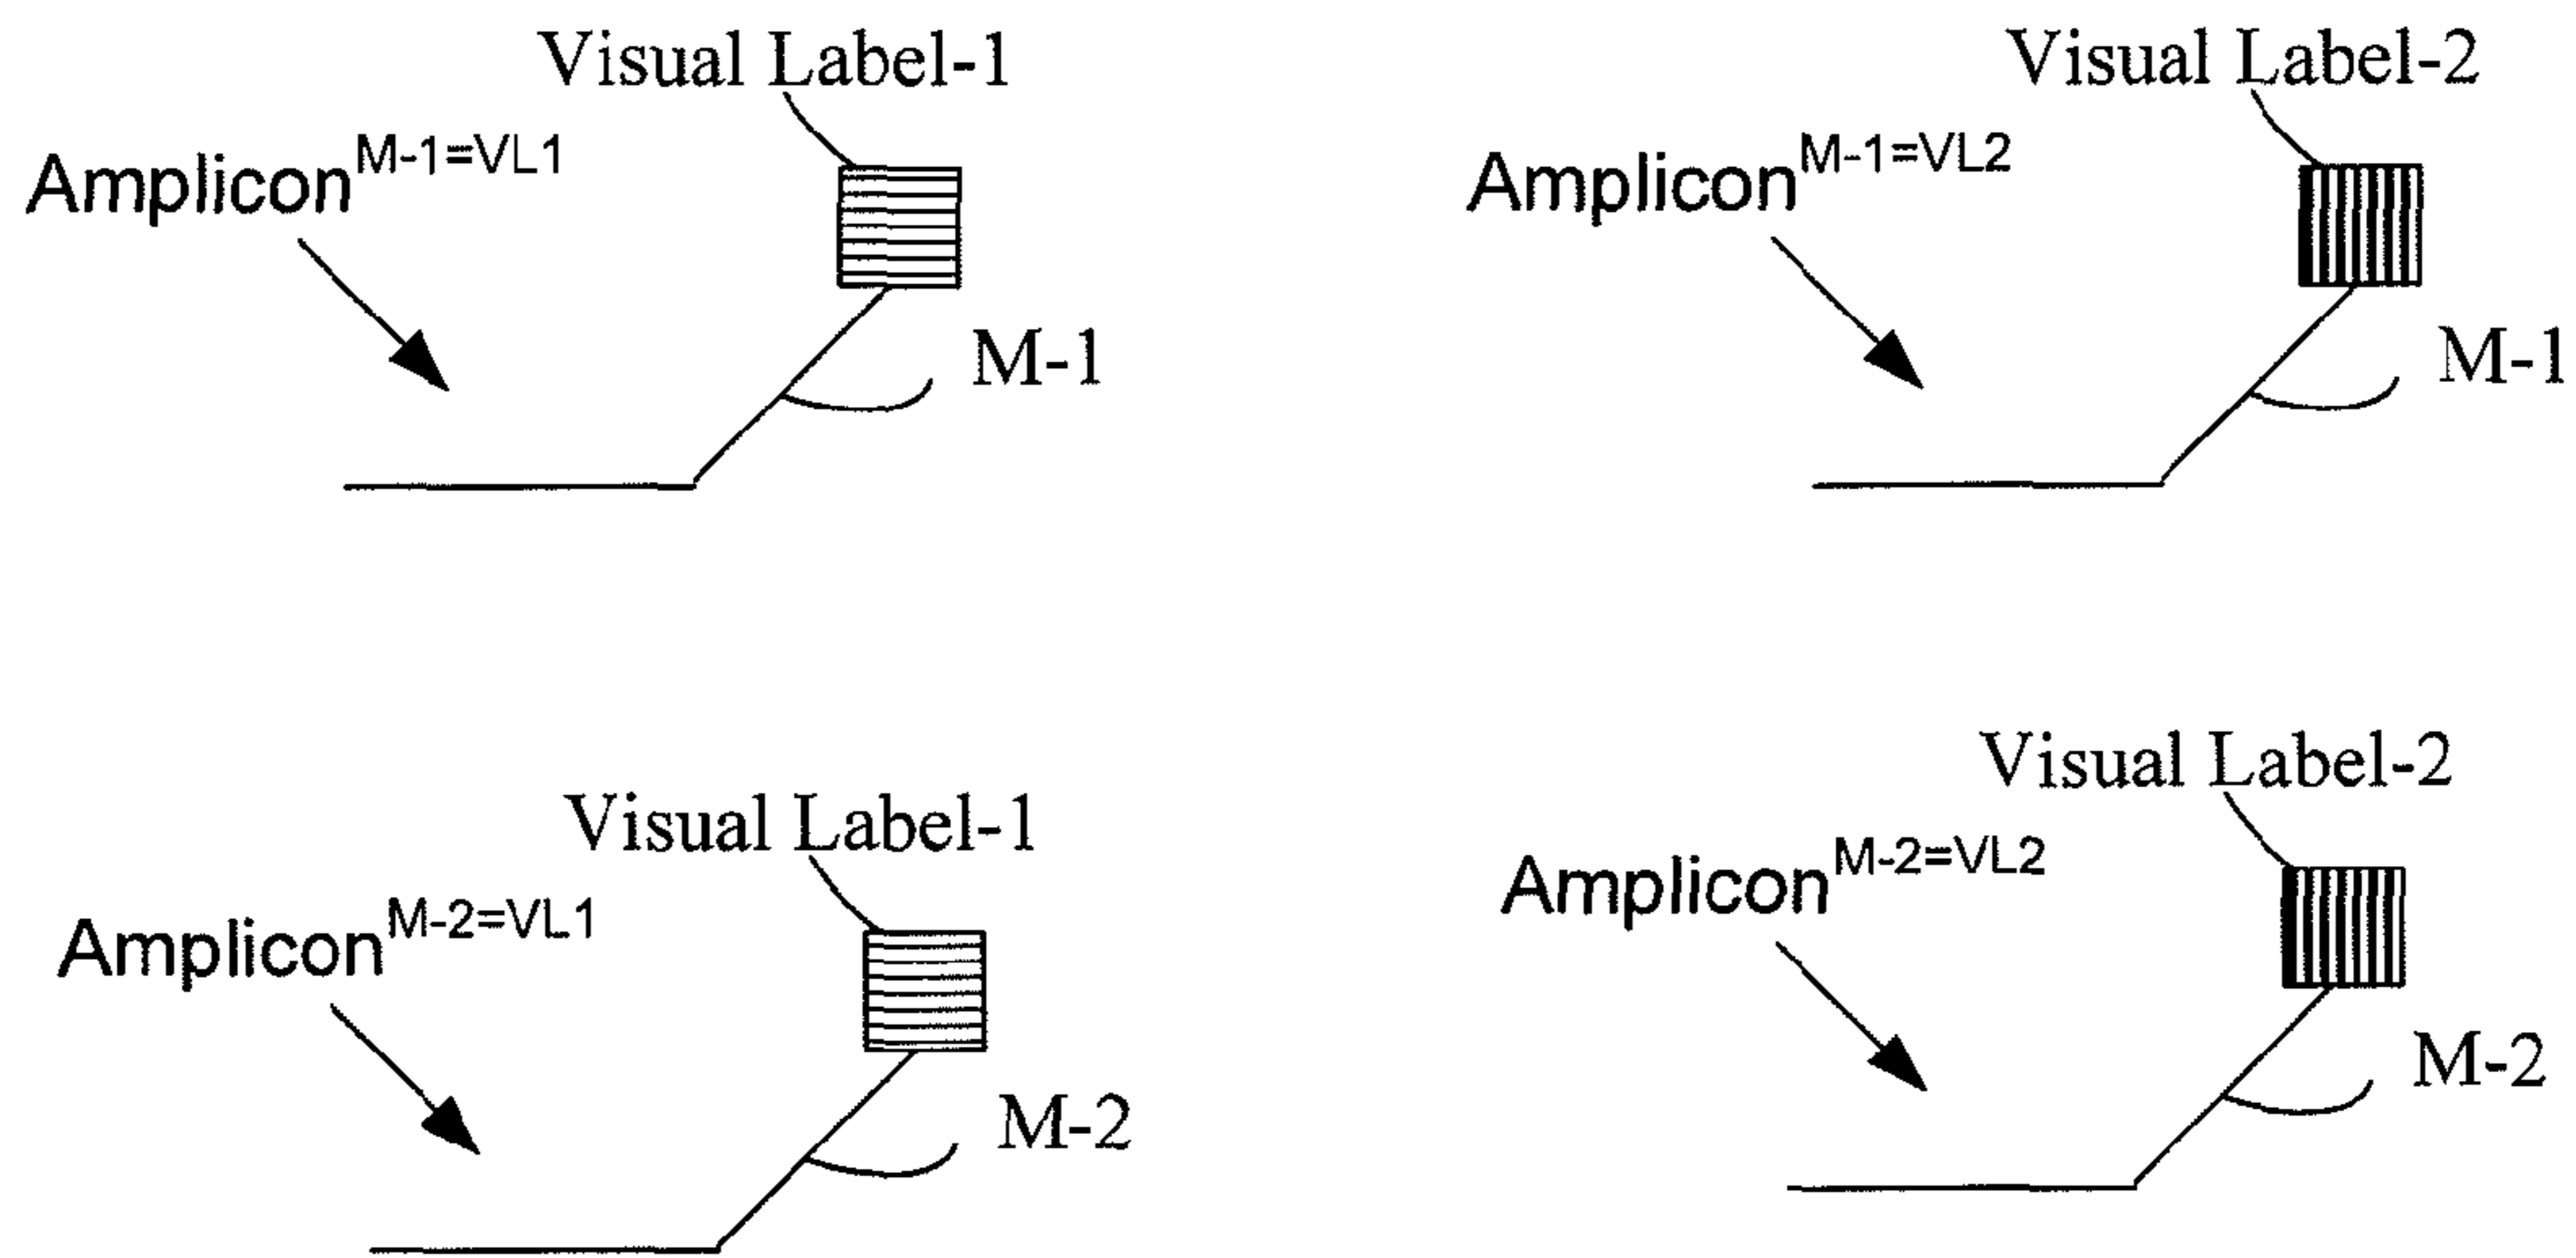 Visual Label-1
Amplicon^M-1=VL1
M-1
Visual Label-2
Amplicon^M-1=VL2
M-1
Visual Label-1
Amplicon^M-2=VL1
M-2
Visual Label-2
Amplicon^M-2=VL2
M-2